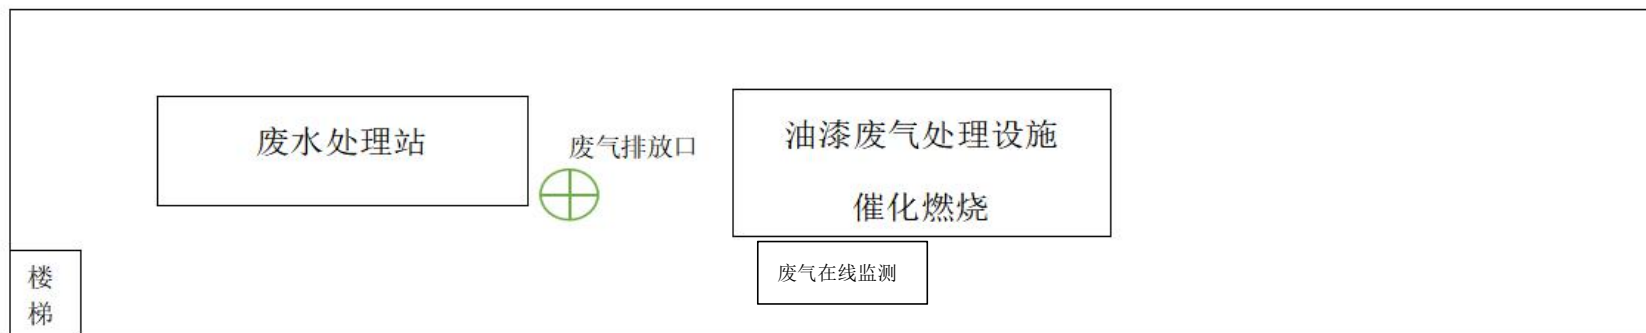 废水处理站
废气排放口
油漆废气处理设施
催化燃烧
废气在线监测
楼
梯